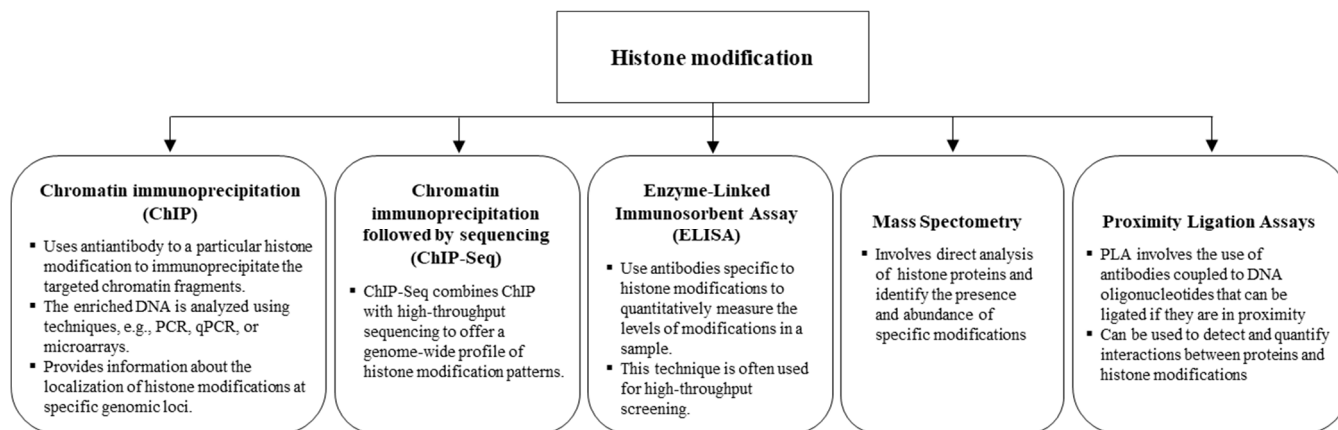 Histone modification
Chromatin immunoprecipitation
(ChIP)
▪ Uses antiantibody to a particular histone
modification to immunoprecipitate the
targeted chromatin fragments.
▪ The enriched DNA is analyzed using
techniques, e.g., PCR, qPCR, or
microarrays.
▪ Provides information about the
localization of histone modifications at
specific genomic loci.
Chromatin
immunoprecipitation
followed by sequencing
(ChIP-Seq)
▪ ChIP-Seq combines ChIP
with high-throughput
sequencing to offer a
genome-wide profile of
histone modification patterns.
Enzyme-Linked
Immunosorbent Assay
(ELISA)
▪ Use antibodies specific to
histone modifications to
quantitatively measure the
levels of modifications in a
sample.
▪ This technique is often used
for high-throughput
screening.
Mass Spectometry
▪ Involves direct analysis
of histone proteins and
identify the presence
and abundance of
specific modifications
Proximity Ligation Assays
▪ PLA involves the use of
antibodies coupled to DNA
oligonucleotides that can be
ligated if they are in proximity
▪ Can be used to detect and quantify
interactions between proteins and
histone modifications